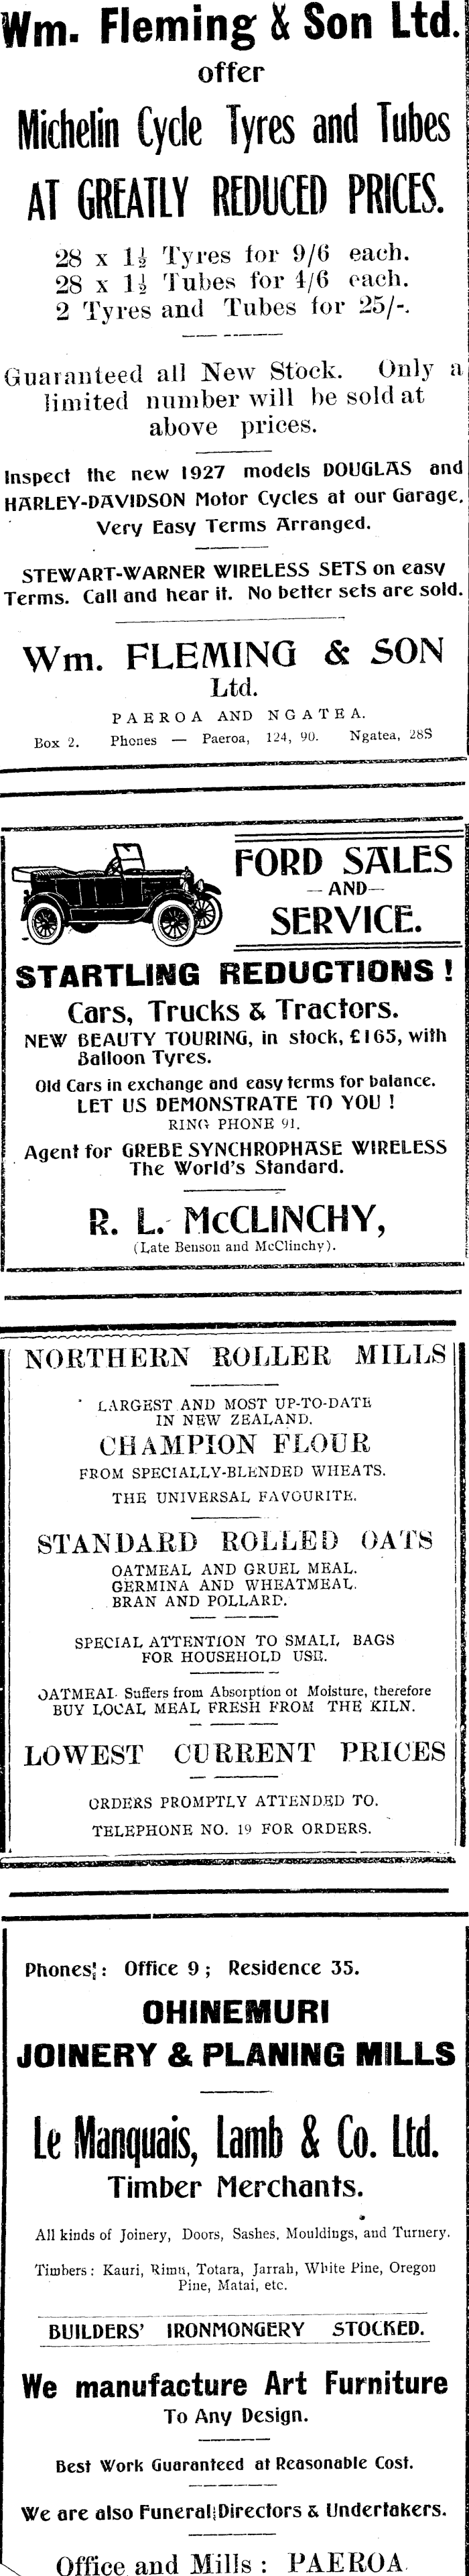 Wm. Fleming & Son Ltd.
offer
Michelin Cycle Tyres and Tubes
AT GREATLY REDUCED PRICES.
28 x 1½ Tyres for 9/6 each.
28 x 1½ Tubes for 4/6 each.
2 Tyres and Tubes for 25/-.
Guaranteed all New Stock. Only a
limited number will be sold at
above prices.
Inspect the new 1927 models DOUGLAS and
HARLEY-DAVIDSON Motor Cycles at our Garage,
Very Easy Terms Arranged.
STEWART-WARNER WIRELESS SETS on easy
Terms. Call and hear it. No better sets are sold.
Wm. FLEMING & SON
Ltd.
PAEROA AND NGATEA.
Box 2. Phones — Paeroa, 124, 90. Ngatea, 28S
FORD SALES
—AND—
SERVICE.
STARTLING REDUCTIONS !
Cars, Trucks & Tractors.
NEW BEAUTY TOURING, in stock, £165, with
Balloon Tyres.
Old Cars in exchange and easy terms for balance.
LET US DEMONSTRATE TO YOU !
RING PHONE 91.
Agent for GREBE SYNCHROPHASE WIRELESS
The World's Standard.
R. L. McCLINCHY,
(Late Benson and McClinchy).
NORTHERN ROLLER MILLS
LARGEST AND MOST UP-TO-DATE
IN NEW ZEALAND.
CHAMPION FLOUR
FROM SPECIALLY-BLENDED WHEATS.
THE UNIVERSAL FAVOURITE.
STANDARD ROLLED OATS
OATMEAL AND GRUEL MEAL.
GERMINA AND WHEATMEAL.
BRAN AND POLLARD.
SPECIAL ATTENTION TO SMALL BAGS
FOR HOUSEHOLD USE.
OATMEAL Suffers from Absorption of Moisture, therefore
BUY LOCAL MEAL FRESH FROM THE KILN.
LOWEST CURRENT PRICES
ORDERS PROMPTLY ATTENDED TO.
TELEPHONE NO. 19 FOR ORDERS.
Phones: Office 9 ; Residence 35.
OHINEMURI
JOINERY & PLANING MILLS
Le Manquais, Lamb & Co. Ltd.
Timber Merchants.
All kinds of Joinery, Doors, Sashes, Mouldings, and Turnery.
Timbers : Kauri, Rimu, Totara, Jarrah, White Pine, Oregon
Pine, Matai, etc.
BUILDERS' IRONMONGERY STOCKED.
We manufacture Art Furniture
To Any Design.
Best Work Guaranteed at Reasonable Cost.
We are also Funeral Directors & Undertakers.
Office and Mills : PAEROA